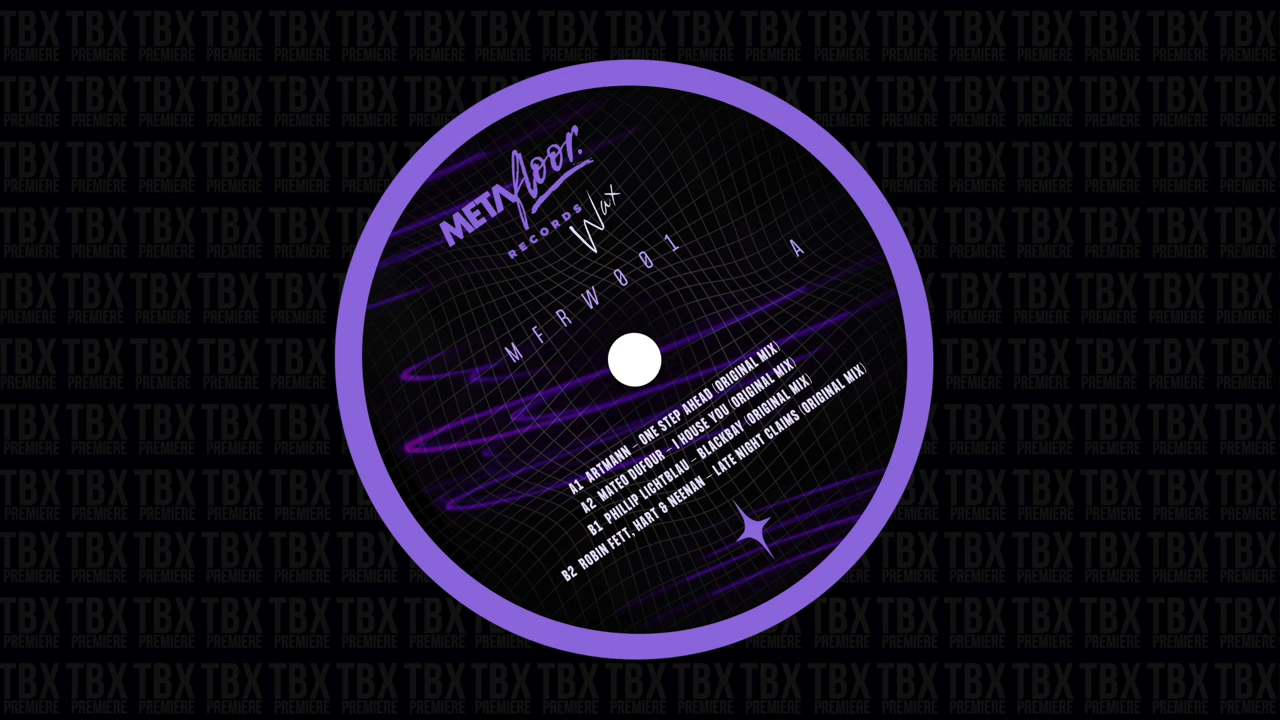 METAfloor.
RECORDS
Wax
MFRW001
A
A1 ARTMANN - ONE STEP AHEAD (ORIGINAL MIX)
A2 MATEO DUFOUR - I HOUSE YOU (ORIGINAL MIX)
B1 PHILLIP LICHTBLAU - BLACKBAY (ORIGINAL MIX)
B2 ROBIN FETT, HART & NEENAN - LATE NIGHT CLAIMS (ORIGINAL MIX)
TBX
PREMIERE